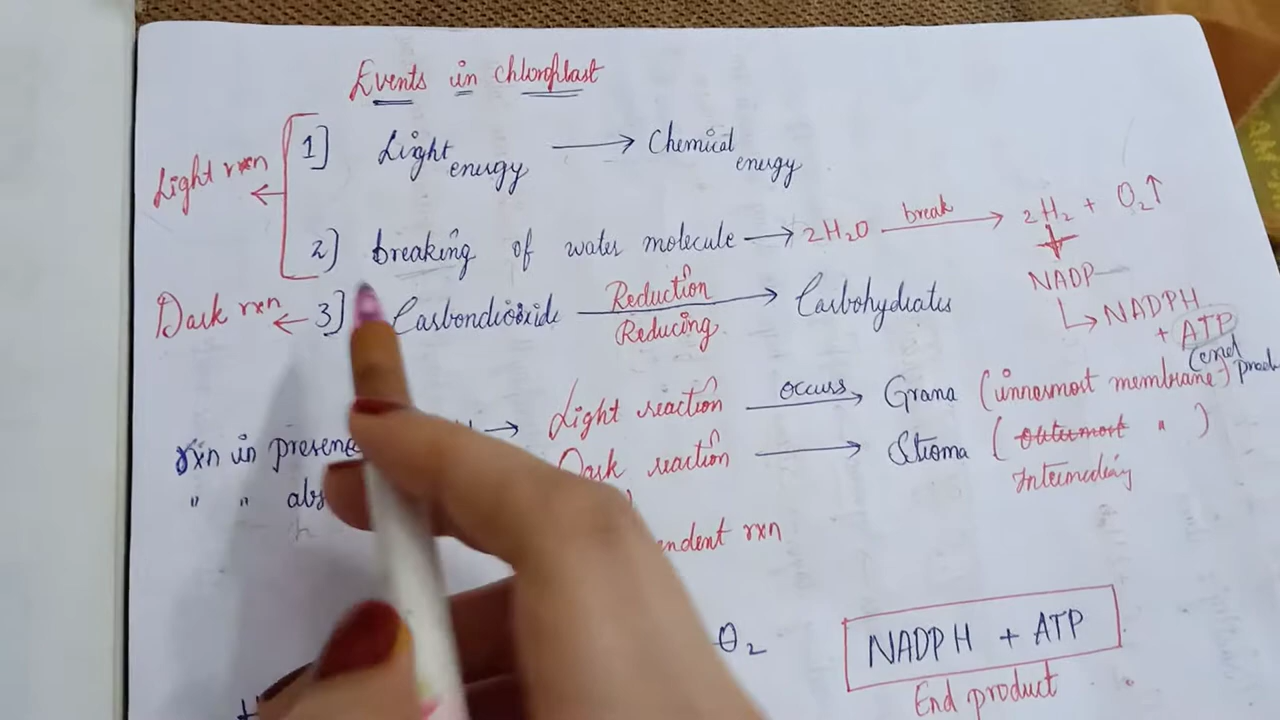 Events in chloroplast
Light rxn
1] Light energy → Chemical energy
2) breaking of water molecule → 2H₂O break → 2H₂ + O₂↑
NADP
↳ NADPH + ATP (end
Dark rxn ← 3] Carbondioxide Reduction → Carbohydrates
Reducing
rxn in presen → Light reaction occurs → Grana (innermost membrane)
" " abs Dark reaction → Stroma (outermost " )
Intermediary
endent rxn
O₂ NADPH + ATP
End product